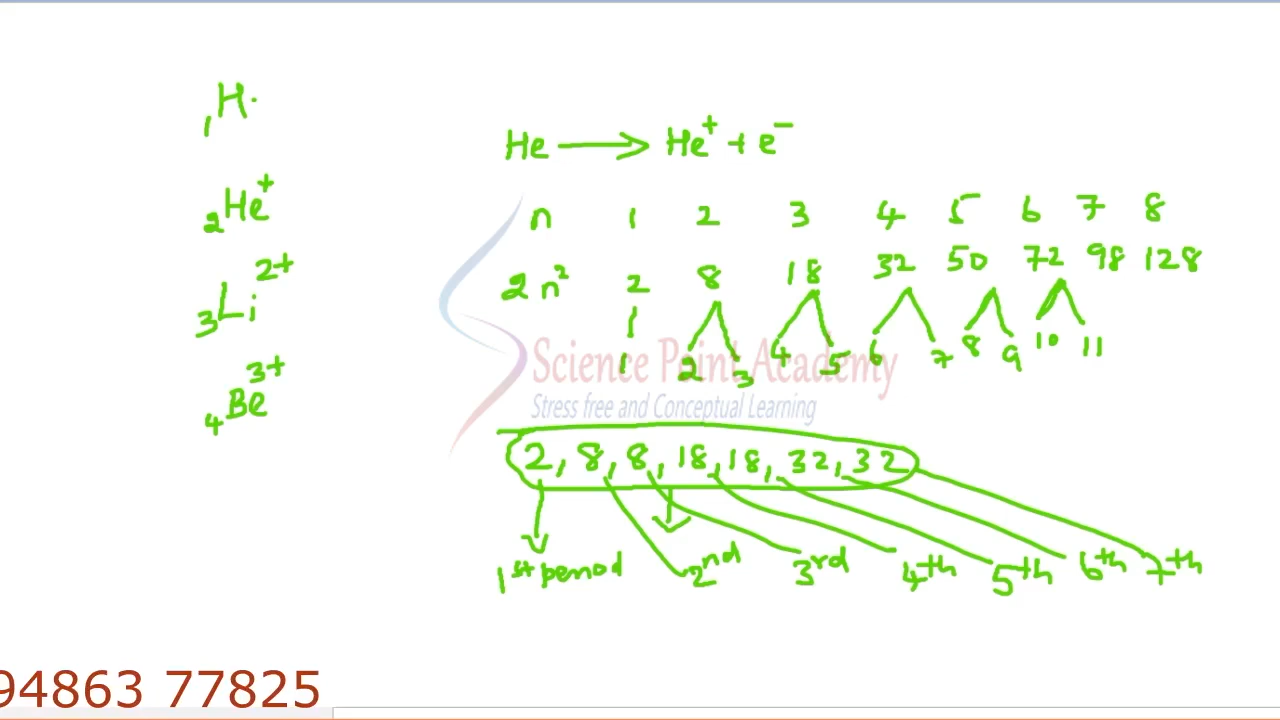 ₁H·
He ⟶ He⁺ + e⁻
₂He⁺
n 1 2 3 4 5 6 7 8
₃Li²⁺
2n² 2 8 18 32 50 72 98 128
1 2 3 4 5 6 7 8 9 10 11
Science Point Academy
Stress free and Conceptual Learning
₄Be³⁺
2, 8, 8, 18, 18, 32, 32
1st period 2nd 3rd 4th 5th 6th 7th
94863 77825